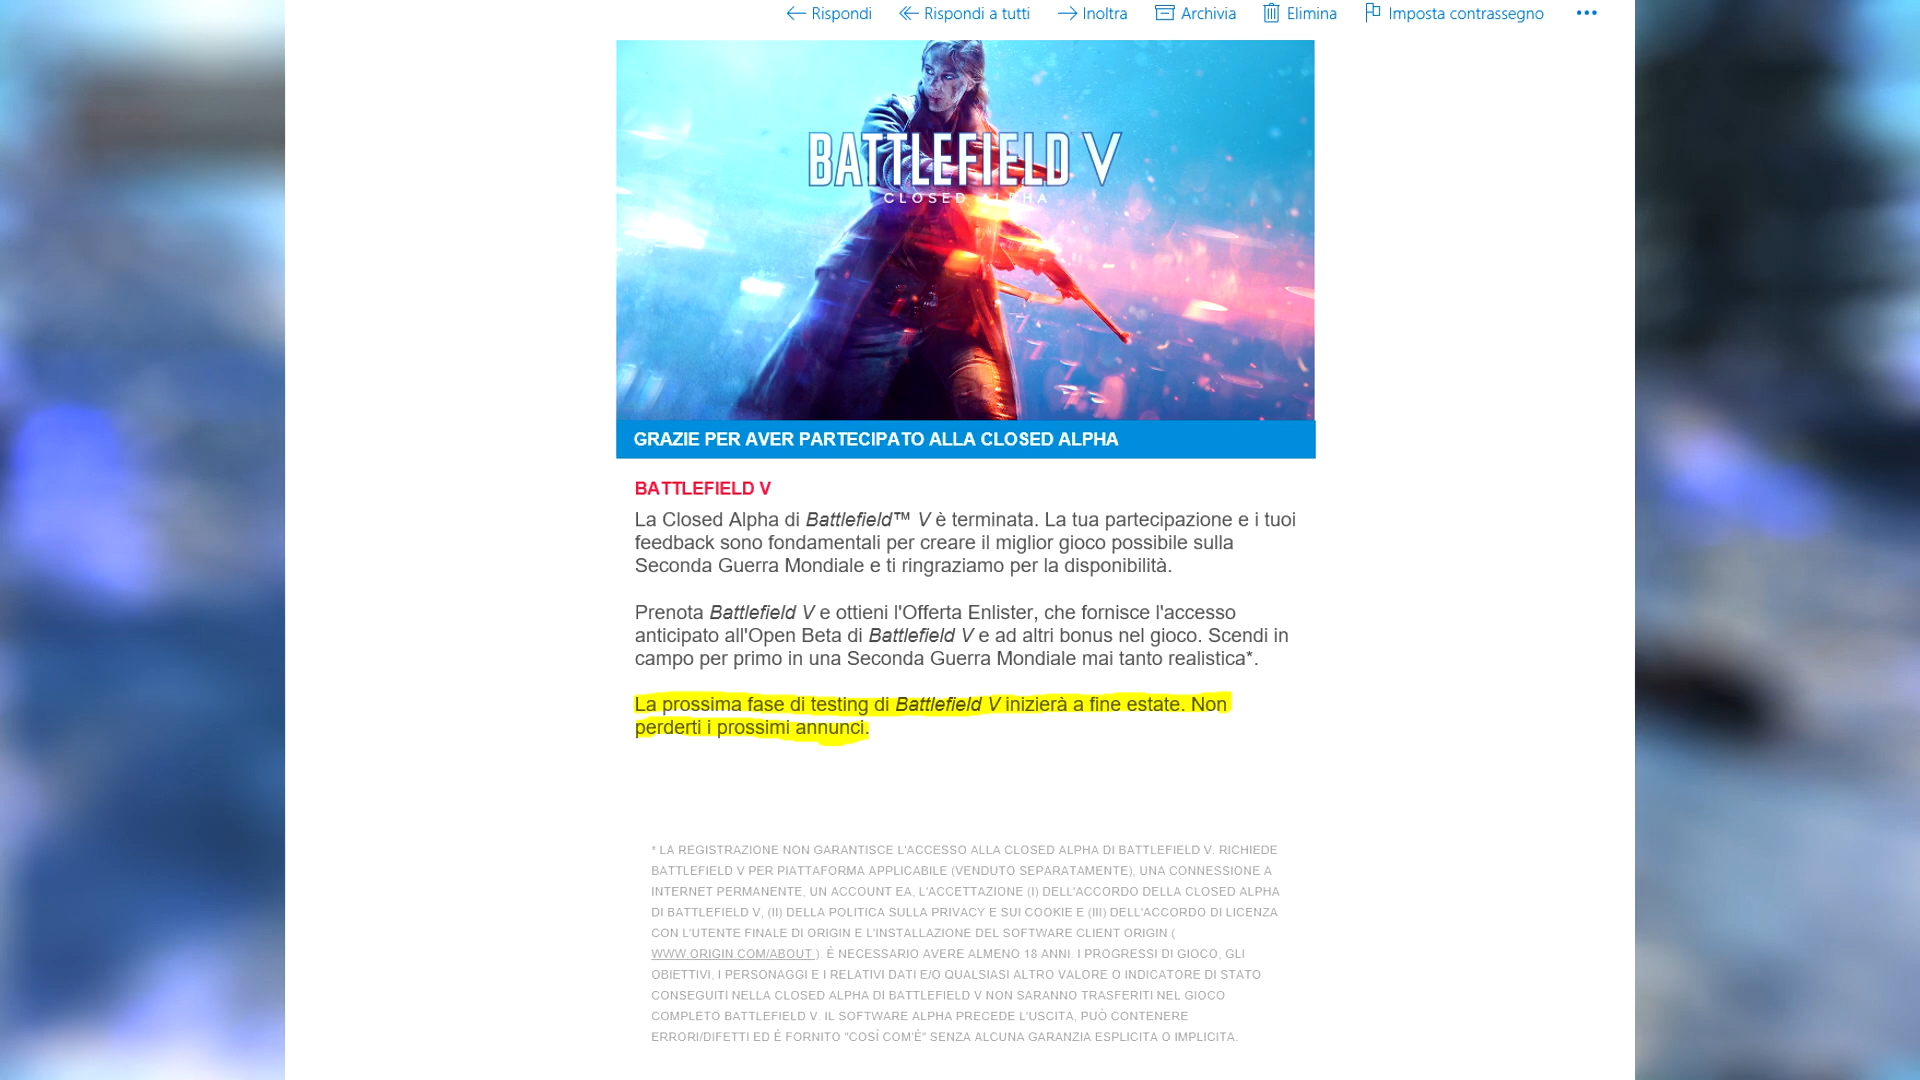 Rispondi Rispondi a tutti Inoltra Archivia Elimina Imposta contrassegno
BATTLEFIELD V
CLOSED ALPHA
GRAZIE PER AVER PARTECIPATO ALLA CLOSED ALPHA
BATTLEFIELD V
La Closed Alpha di Battlefield™ V è terminata. La tua partecipazione e i tuoi
feedback sono fondamentali per creare il miglior gioco possibile sulla
Seconda Guerra Mondiale e ti ringraziamo per la disponibilità.
Prenota Battlefield V e ottieni l'Offerta Enlister, che fornisce l'accesso
anticipato all'Open Beta di Battlefield V e ad altri bonus nel gioco. Scendi in
campo per primo in una Seconda Guerra Mondiale mai tanto realistica*.
La prossima fase di testing di Battlefield V inizierà a fine estate. Non
perderti i prossimi annunci.
* LA REGISTRAZIONE NON GARANTISCE L'ACCESSO ALLA CLOSED ALPHA DI BATTLEFIELD V. RICHIEDE
BATTLEFIELD V PER PIATTAFORMA APPLICABILE (VENDUTO SEPARATAMENTE), UNA CONNESSIONE A
INTERNET PERMANENTE, UN ACCOUNT EA, L'ACCETTAZIONE (I) DELL'ACCORDO DELLA CLOSED ALPHA
DI BATTLEFIELD V, (II) DELLA POLITICA SULLA PRIVACY E SUI COOKIE E (III) DELL'ACCORDO DI LICENZA
CON L'UTENTE FINALE DI ORIGIN E L'INSTALLAZIONE DEL SOFTWARE CLIENT ORIGIN (
WWW.ORIGIN.COM/ABOUT ). È NECESSARIO AVERE ALMENO 18 ANNI. I PROGRESSI DI GIOCO, GLI
OBIETTIVI, I PERSONAGGI E I RELATIVI DATI E/O QUALSIASI ALTRO VALORE O INDICATORE DI STATO
CONSEGUITI NELLA CLOSED ALPHA DI BATTLEFIELD V NON SARANNO TRASFERITI NEL GIOCO
COMPLETO BATTLEFIELD V. IL SOFTWARE ALPHA PRECEDE L'USCITA, PUÒ CONTENERE
ERRORI/DIFETTI ED È FORNITO "COSÌ COM'È" SENZA ALCUNA GARANZIA ESPLICITA O IMPLICITA.